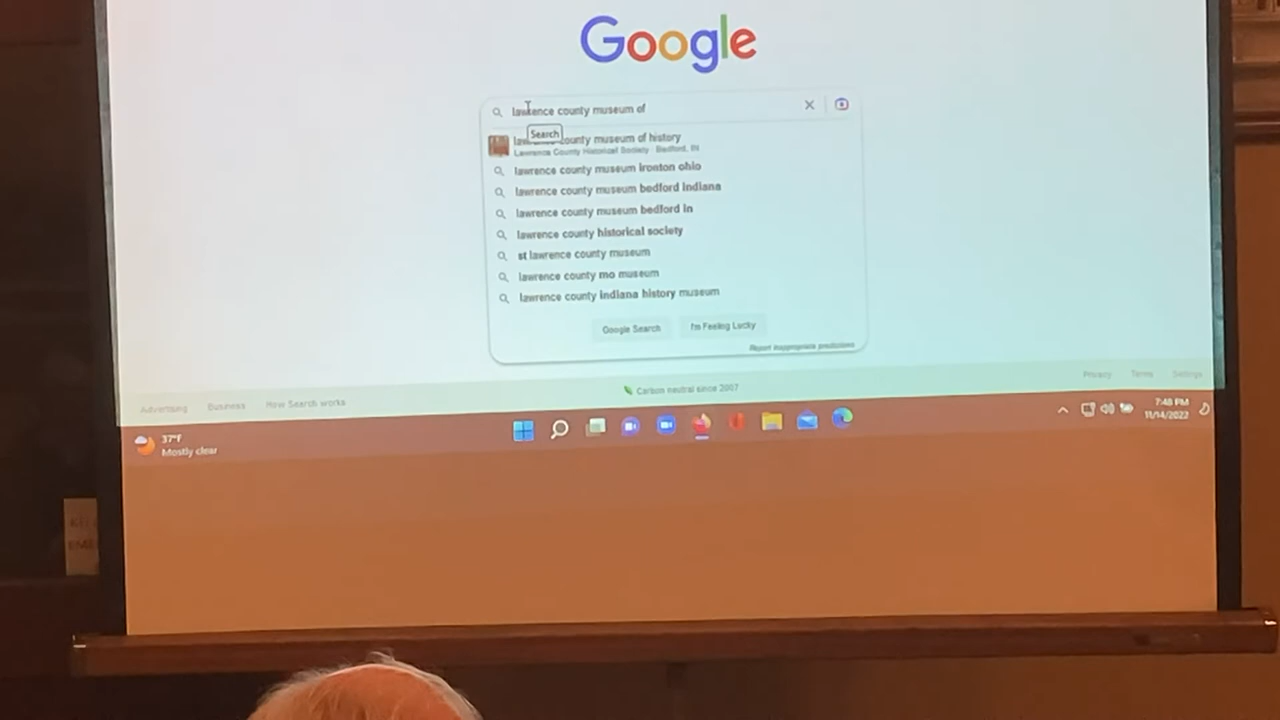 Google
lawrence county museum of
Search
lawrence county museum of history
Lawrence County Historical Society · Bedford, IN
lawrence county museum ironton ohio
lawrence county museum bedford indiana
lawrence county museum bedford in
lawrence county historical society
st lawrence county museum
lawrence county mo museum
lawrence county indiana history museum
Google Search
I'm Feeling Lucky
Report inappropriate predictions
Carbon neutral since 2007
Advertising Business How Search works
Privacy Terms Settings
37°F
Mostly clear
7:48 PM
11/14/2022